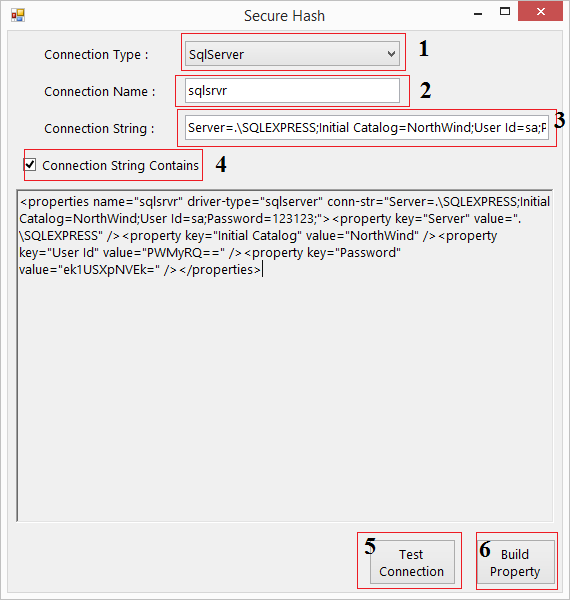 Secure Hash
Connection Type :
SqlServer
1
Connection Name :
sqlsrvr
2
Connection String :
Server=.\SQLEXPRESS;Initial Catalog=NorthWind;User Id=sa;P
3
Connection String Contains
4
<properties name="sqlsrvr" driver-type="sqlserver" conn-str="Server=.\SQLEXPRESS;Initial
Catalog=NorthWind;User Id=sa;Password=123123;"><property key="Server" value=".
\SQLEXPRESS" /><property key="Initial Catalog" value="NorthWind" /><property
key="User Id" value="PWMyRQ==" /><property key="Password"
value="ek1USXpNVEk=" /></properties>
5
Test
Connection
6
Build
Property